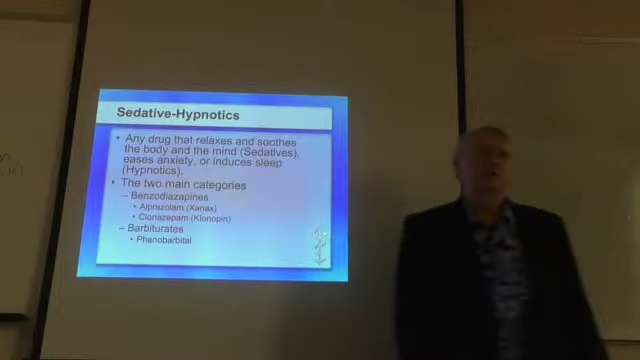 Sedative-Hypnotics
• Any drug that relaxes and soothes
the body and the mind (Sedatives),
eases anxiety, or induces sleep
(Hypnotics).
• The two main categories
– Benzodiazapines
• Alprazolam (Xanax)
• Clonazepam (Klonopin)
– Barbiturates
• Phenobarbital